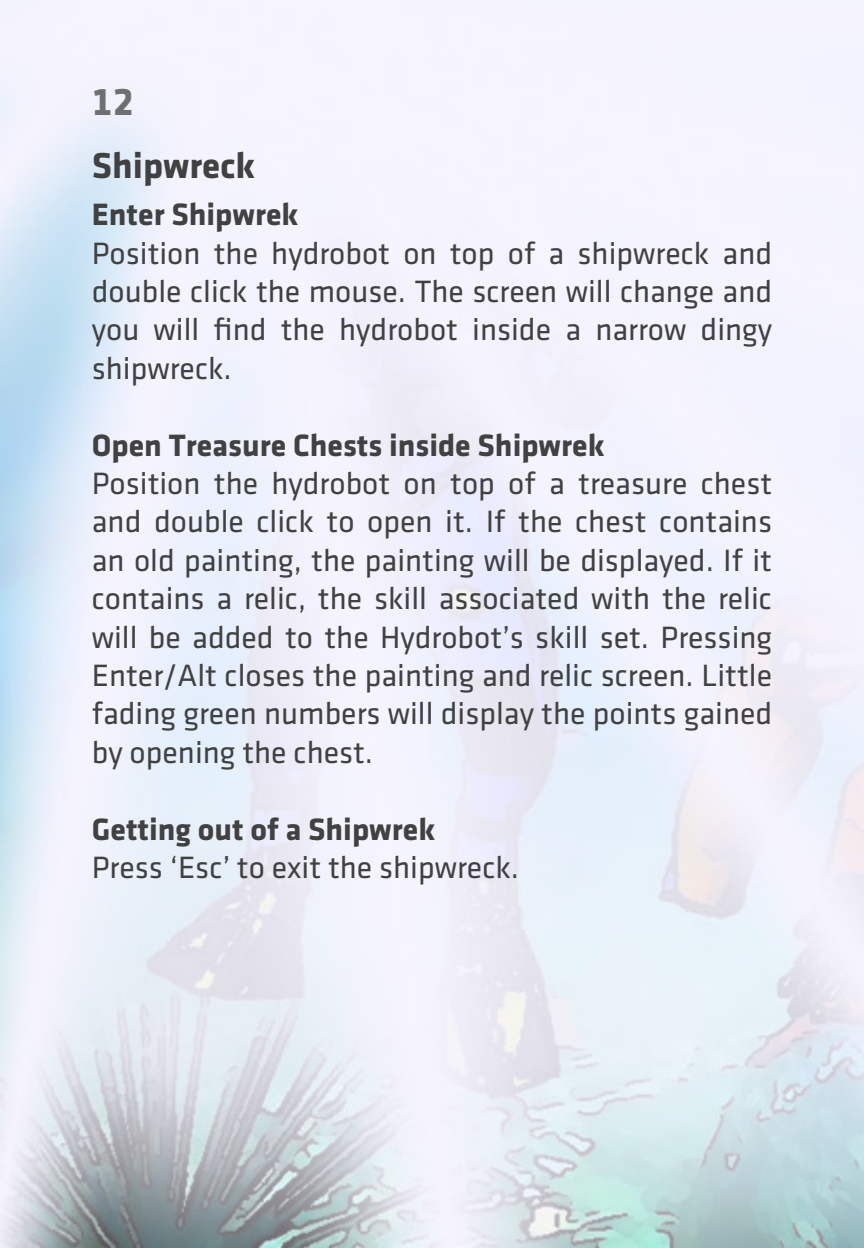 12
Shipwreck
Enter Shipwrek
Position the hydrobot on top of a shipwreck and
double click the mouse. The screen will change and
you will find the hydrobot inside a narrow dingy
shipwreck.
Open Treasure Chests inside Shipwrek
Position the hydrobot on top of a treasure chest
and double click to open it. If the chest contains
an old painting, the painting will be displayed. If it
contains a relic, the skill associated with the relic
will be added to the Hydrobot’s skill set. Pressing
Enter/Alt closes the painting and relic screen. Little
fading green numbers will display the points gained
by opening the chest.
Getting out of a Shipwrek
Press ‘Esc’ to exit the shipwreck.